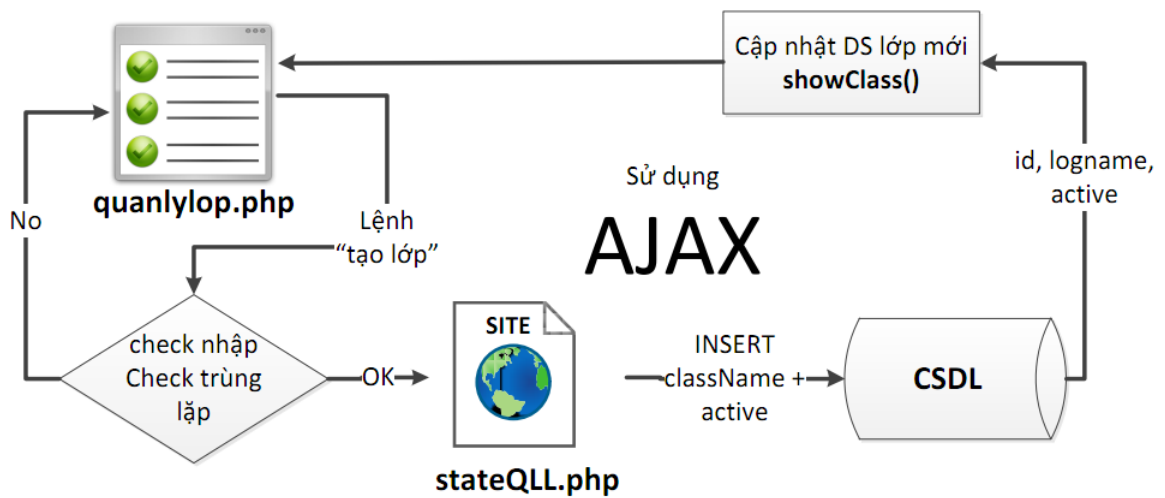 Cập nhật DS lớp mới
showClass()
quanlylop.php
No
Lệnh
“tạo lớp”
Sử dụng
AJAX
id, logname,
active
check nhập
Check trùng
lặp
OK
SITE
stateQLL.php
INSERT
className +
active
CSDL